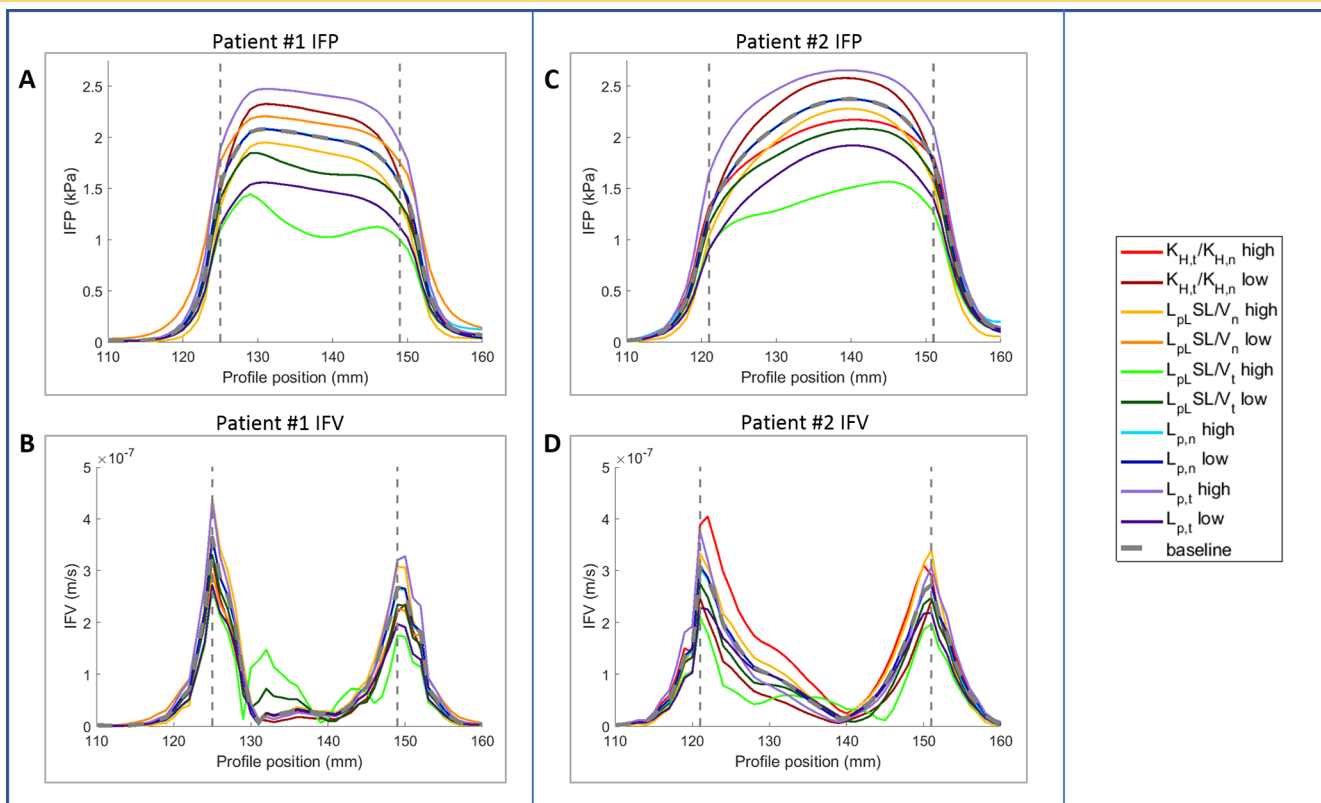 Patient #1 IFP
A
2.5
2
1.5
1
0.5
0
IFP (kPa)
110 120 130 140 150 160
Profile position (mm)
Patient #1 IFV
B
×10⁻⁷
5
4
3
2
1
0
IFV (m/s)
110 120 130 140 150 160
Profile position (mm)
Patient #2 IFP
C
2.5
2
1.5
1
0.5
0
IFP (kPa)
110 120 130 140 150 160
Profile position (mm)
Patient #2 IFV
D
×10⁻⁷
5
4
3
2
1
0
IFV (m/s)
110 120 130 140 150 160
Profile position (mm)
K_H,t/K_H,n high
K_H,t/K_H,n low
L_pL SL/V_n high
L_pL SL/V_n low
L_pL SL/V_t high
L_pL SL/V_t low
L_p,n high
L_p,n low
L_p,t high
L_p,t low
baseline